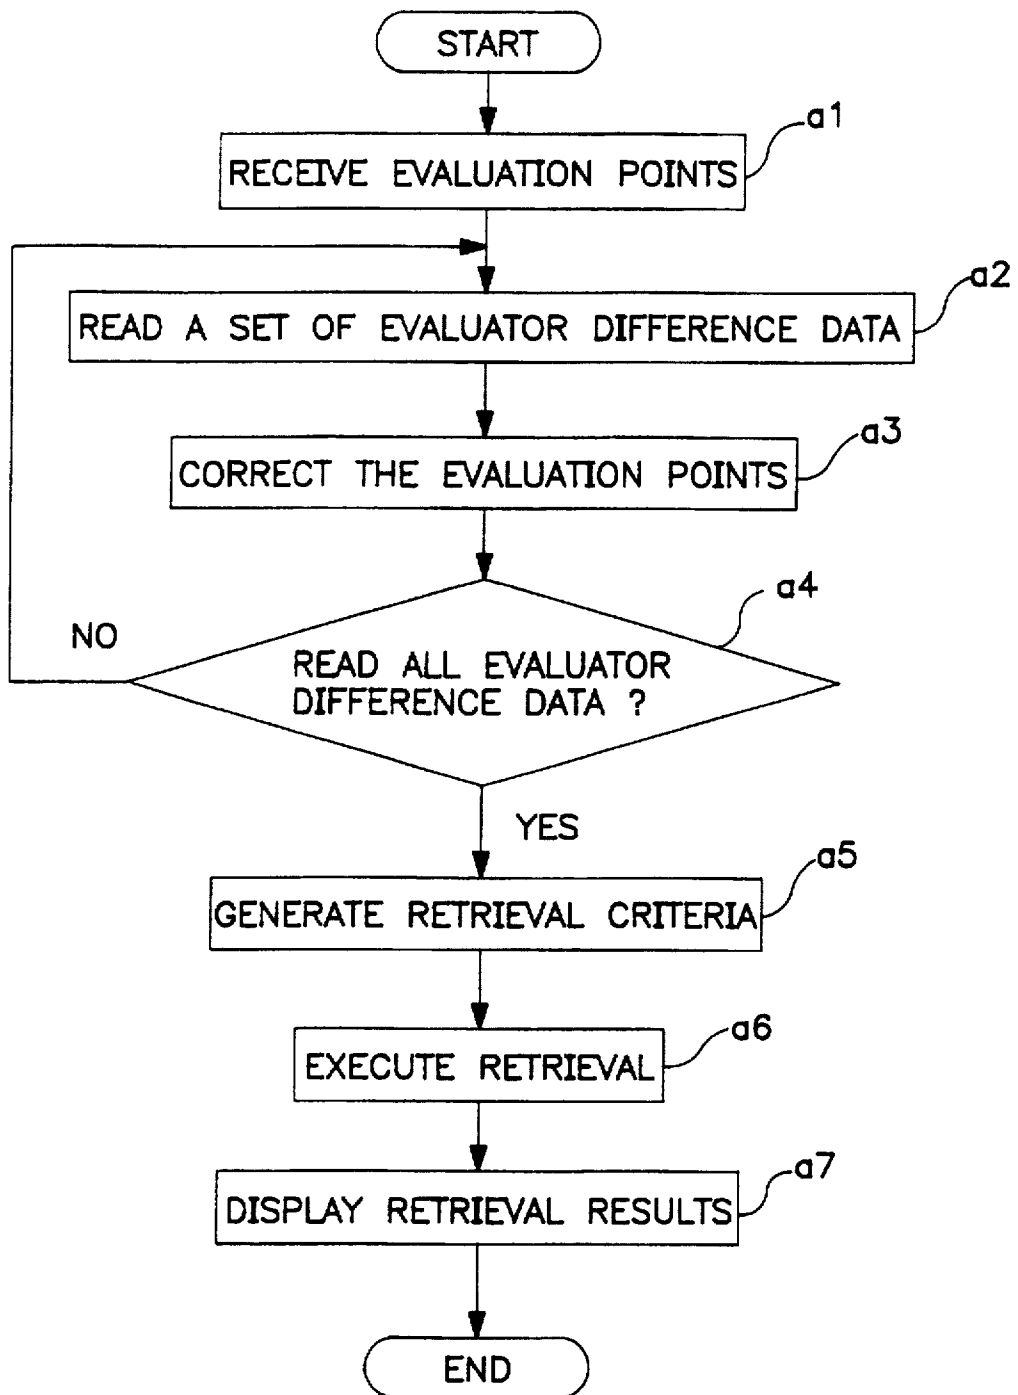 START
a1
RECEIVE EVALUATION POINTS
a2
READ A SET OF EVALUATOR DIFFERENCE DATA
a3
CORRECT THE EVALUATION POINTS
a4
NO
READ ALL EVALUATOR
DIFFERENCE DATA ?
YES
a5
GENERATE RETRIEVAL CRITERIA
a6
EXECUTE RETRIEVAL
a7
DISPLAY RETRIEVAL RESULTS
END